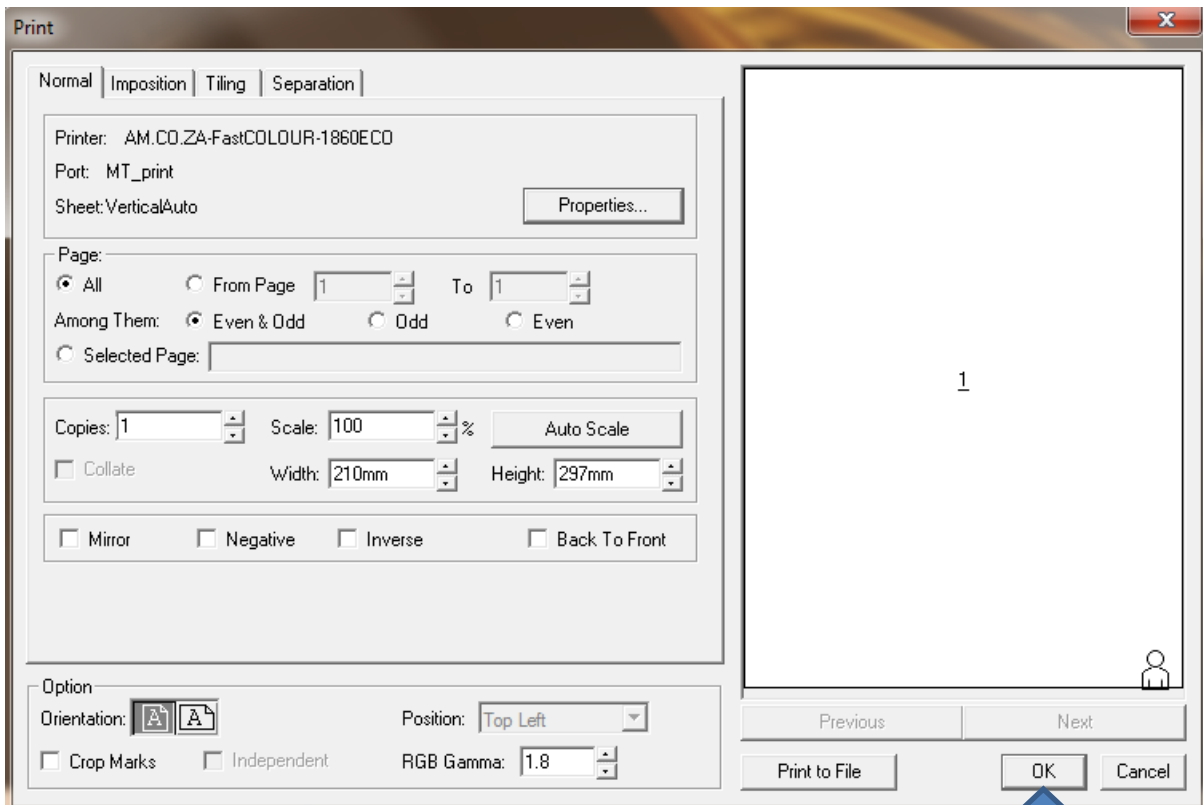 Print
Normal Imposition Tiling Separation
Printer: AM.CO.ZA-FastCOLOUR-1860ECO
Port: MT_print
Sheet:VerticalAuto
Properties...
Page:
All From Page 1 To 1
Among Them: Even & Odd Odd Even
Selected Page:
Copies: 1 Scale: 100 % Auto Scale
Collate Width: 210mm Height: 297mm
Mirror Negative Inverse Back To Front
Option
Orientation: A A Position: Top Left
Crop Marks Independent RGB Gamma: 1.8
1
Previous Next
Print to File OK Cancel